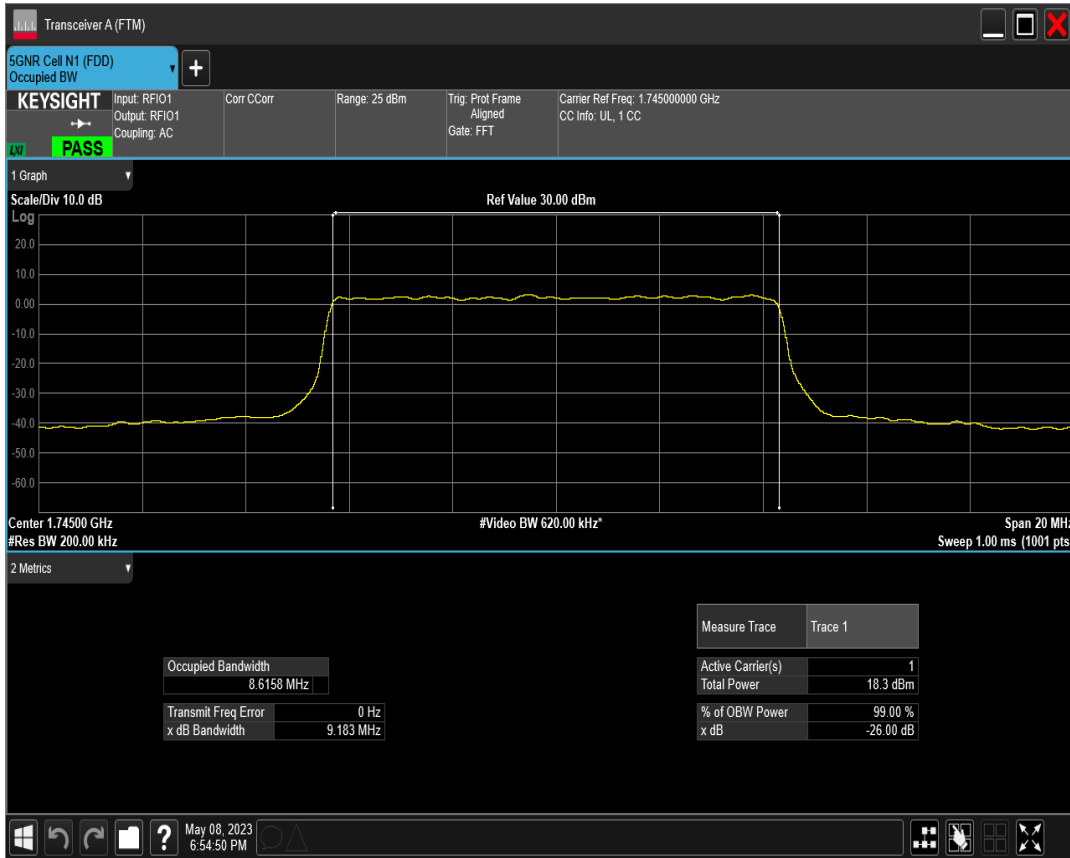 Transceiver A (FTM)
5GNR Cell N1 (FDD)
Occupied BW
+
KEYSIGHT
LXI
PASS
Input: RFIO1
Output: RFIO1
Coupling: AC
Corr CCorr
Range: 25 dBm
Trig: Prot Frame
Aligned
Gate: FFT
Carrier Ref Freq: 1.745000000 GHz
CC Info: UL, 1 CC
1 Graph
Scale/Div 10.0 dB
Ref Value 30.00 dBm
Log
20.0
10.0
0.00
-10.0
-20.0
-30.0
-40.0
-50.0
-60.0
Center 1.74500 GHz
#Video BW 620.00 kHz*
Span 20 MHz
#Res BW 200.00 kHz
Sweep 1.00 ms (1001 pts
2 Metrics
Measure Trace Trace 1
Occupied Bandwidth
8.6158 MHz
Active Carrier(s) 1
Total Power 18.3 dBm
Transmit Freq Error 0 Hz
x dB Bandwidth 9.183 MHz
% of OBW Power 99.00 %
x dB -26.00 dB
?
May 08, 2023
6:54:50 PM